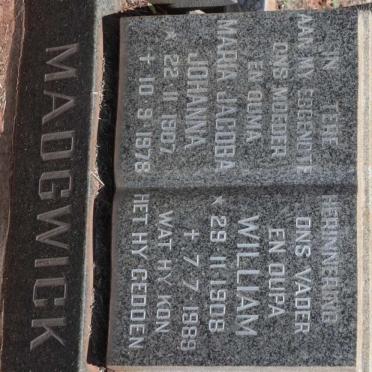 IN TERE
AAN MY EGGENOTE
ONS MOEDER
EN OUMA
MARIA JACOBA
JOHANNA
* 22·11·1907
+ 10·9·1978
HERINNERING
ONS VADER
EN OUPA
WILLIAM
* 29·11·1908
+ 7·7·1989
WAT HY KON
HET HY GEDOEN
MADGWICK